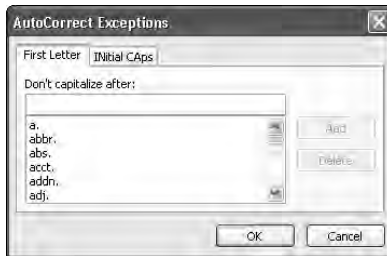 AutoCorrect Exceptions
First Letter INitial CAps
Don't capitalize after:
a.
abbr.
abs.
acct.
addn.
adj.
Add
Delete
OK Cancel